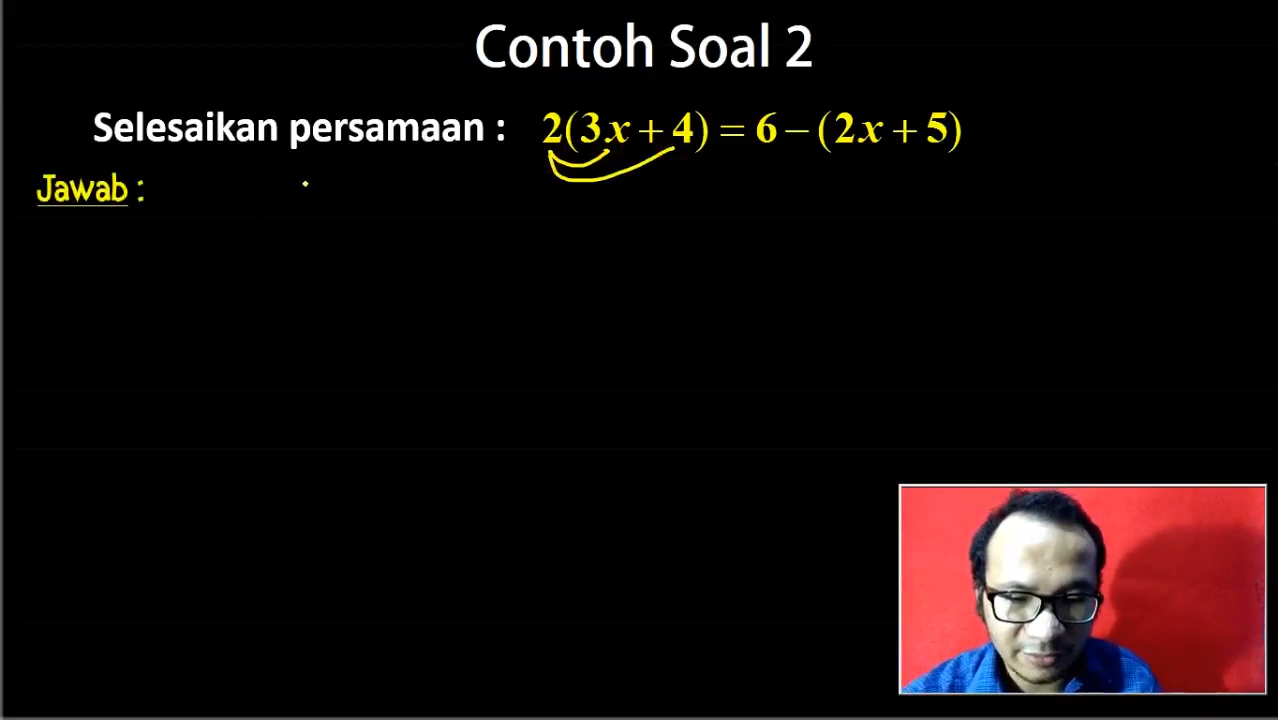 Contoh Soal 2
Selesaikan persamaan : 2(3x + 4) = 6 – (2x + 5)
Jawab :